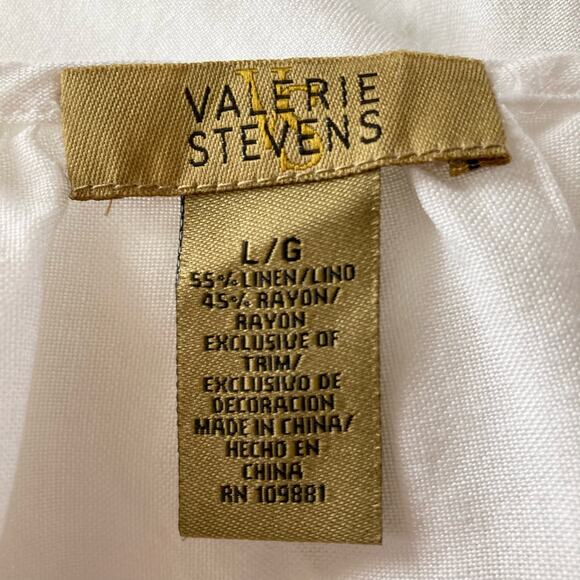 VS
VALERIE
STEVENS
L/G
55% LINEN/LINO
45% RAYON/
RAYON
EXCLUSIVE OF
TRIM/
EXCLUSIVO DE
DECORACION
MADE IN CHINA/
HECHO EN
CHINA
RN 109881